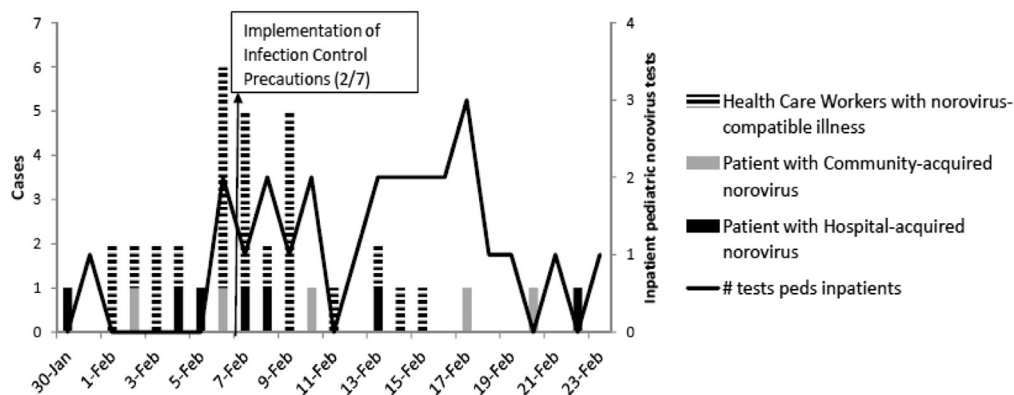 7
6
5
4
3
2
1
0
Cases
Implementation of
Infection Control
Precautions (2/7)
4
3
2
1
0
Inpatient pediatric norovirus tests
30-Jan
1-Feb
3-Feb
5-Feb
7-Feb
9-Feb
11-Feb
13-Feb
15-Feb
17-Feb
19-Feb
21-Feb
23-Feb
Health Care Workers with norovirus-
compatible illness
Patient with Community-acquired
norovirus
Patient with Hospital-acquired
norovirus
# tests peds inpatients